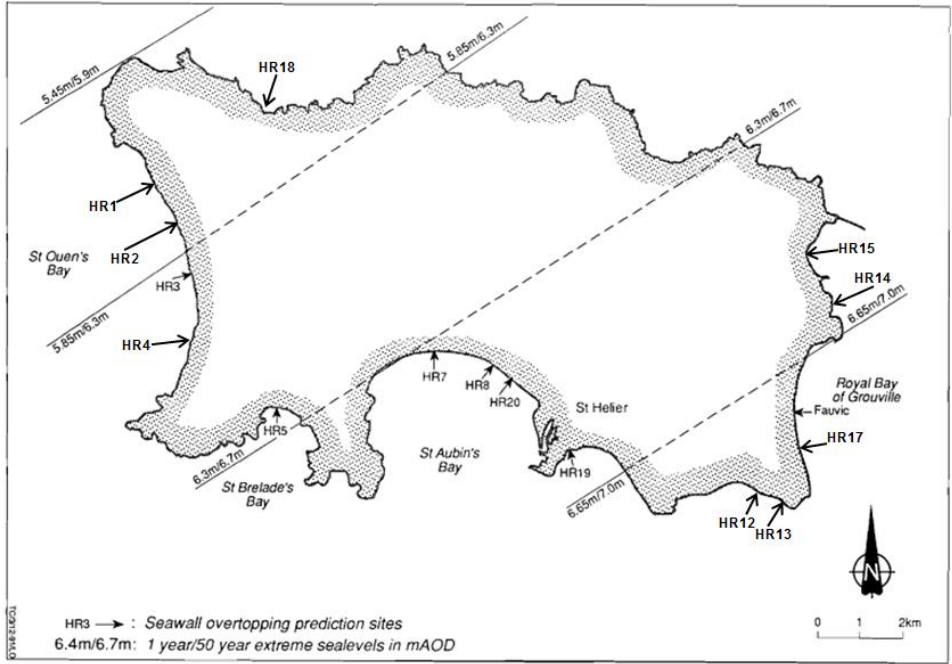 5.45m/5.9m
5.85m/6.3m
HR18
6.3m/6.7m
HR1
HR2
St Ouen's
Bay
HR3
HR15
HR14
5.85m/6.3m
HR4
6.65m/7.0m
HR7
HR8
HR20
Royal Bay
of Grouville
Fauvic
HR5
St Helier
HR17
6.3m/6.7m
St Aubin's
Bay
HR19
St Brelade's
Bay
6.65m/7.0m
HR12
HR13
N
HR3 → : Seawall overtopping prediction sites
6.4m/6.7m: 1 year/50 year extreme sealevels in mAOD
0 1 2km